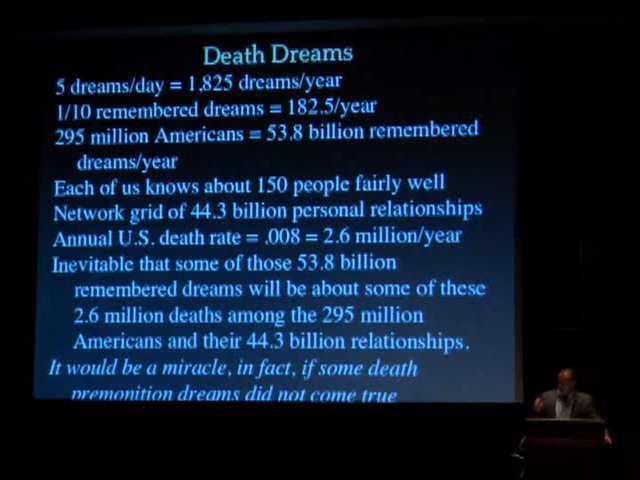 Death Dreams
5 dreams/day = 1,825 dreams/year
1/10 remembered dreams = 182.5/year
295 million Americans = 53.8 billion remembered
dreams/year
Each of us knows about 150 people fairly well
Network grid of 44.3 billion personal relationships
Annual U.S. death rate = .008 = 2.6 million/year
Inevitable that some of those 53.8 billion
remembered dreams will be about some of these
2.6 million deaths among the 295 million
Americans and their 44.3 billion relationships.
It would be a miracle, in fact, if some death
premonition dreams did not come true